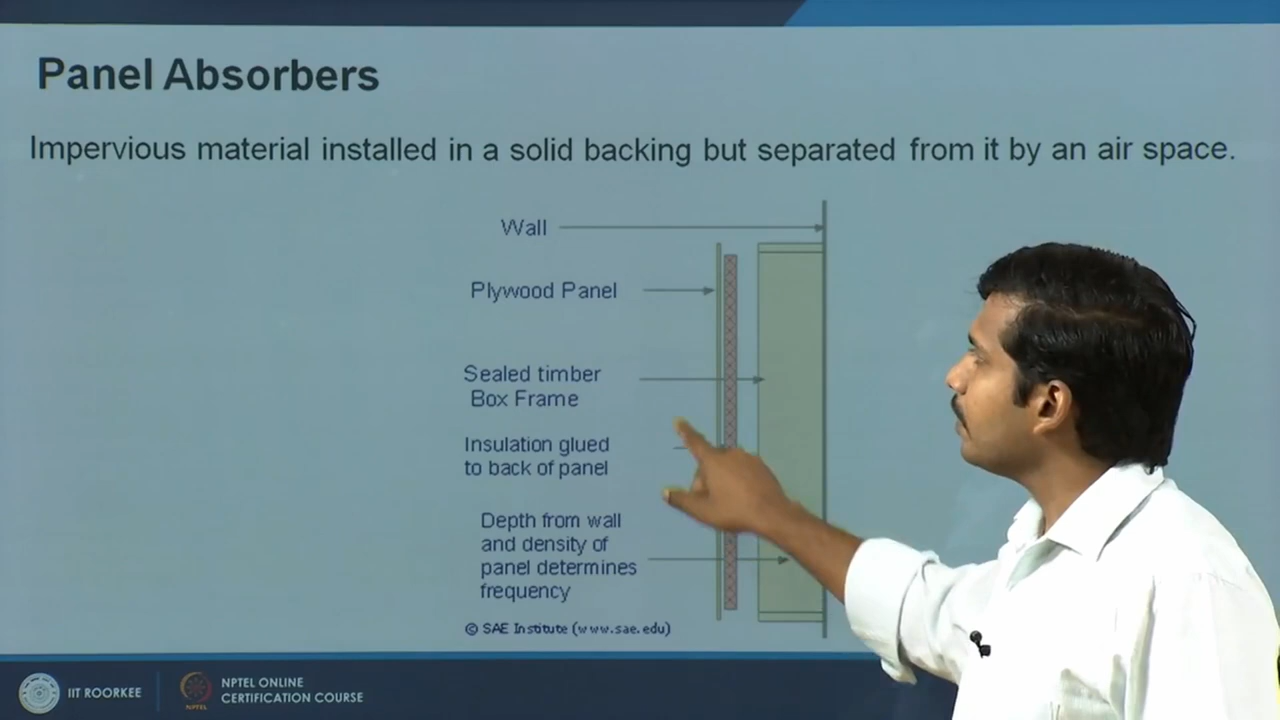 Panel Absorbers
Impervious material installed in a solid backing but separated from it by an air space.
Wall
Plywood Panel
Sealed timber
Box Frame
Insulation glued
to back of panel
Depth from wall
and density of
panel determines
frequency
© SAE Institute (www.sae.edu)
IIT ROORKEE
NPTEL
NPTEL ONLINE
CERTIFICATION COURSE